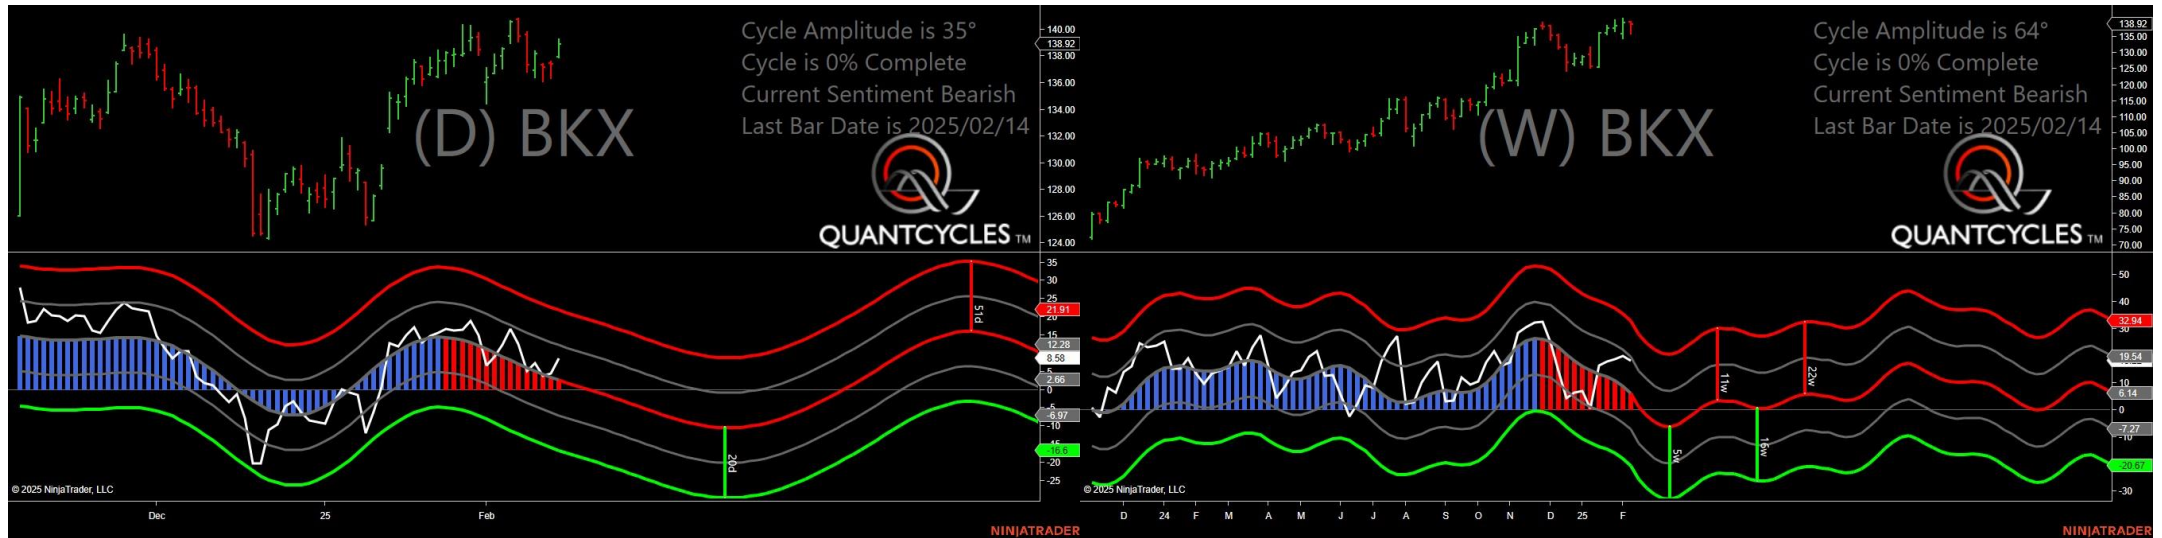 Cycle Amplitude is 35°
Cycle is 0% Complete
Current Sentiment Bearish
Last Bar Date is 2025/02/14
(D) BKX
QUANTCYCLES TM
140.00
138.92
138.00
136.00
134.00
132.00
130.00
128.00
126.00
124.00
35
30
25
21.91
20
15
12.28
8.58
5
2.66
0
-5
-6.97
-10
-15
-16.6
-20
-25
51d
20d
© 2025 NinjaTrader, LLC
Dec
25
Feb
NINJATRADER
Cycle Amplitude is 64°
Cycle is 0% Complete
Current Sentiment Bearish
Last Bar Date is 2025/02/14
(W) BKX
QUANTCYCLES TM
138.92
135.00
130.00
125.00
120.00
115.00
110.00
105.00
100.00
95.00
90.00
85.00
80.00
75.00
70.00
50
40
32.94
30
19.54
10
6.14
0
-7.27
-10
-20.67
-30
11w
22w
5w
16w
© 2025 NinjaTrader, LLC
D 24 F M A M J J A S O N D 25 F
NINJATRADER